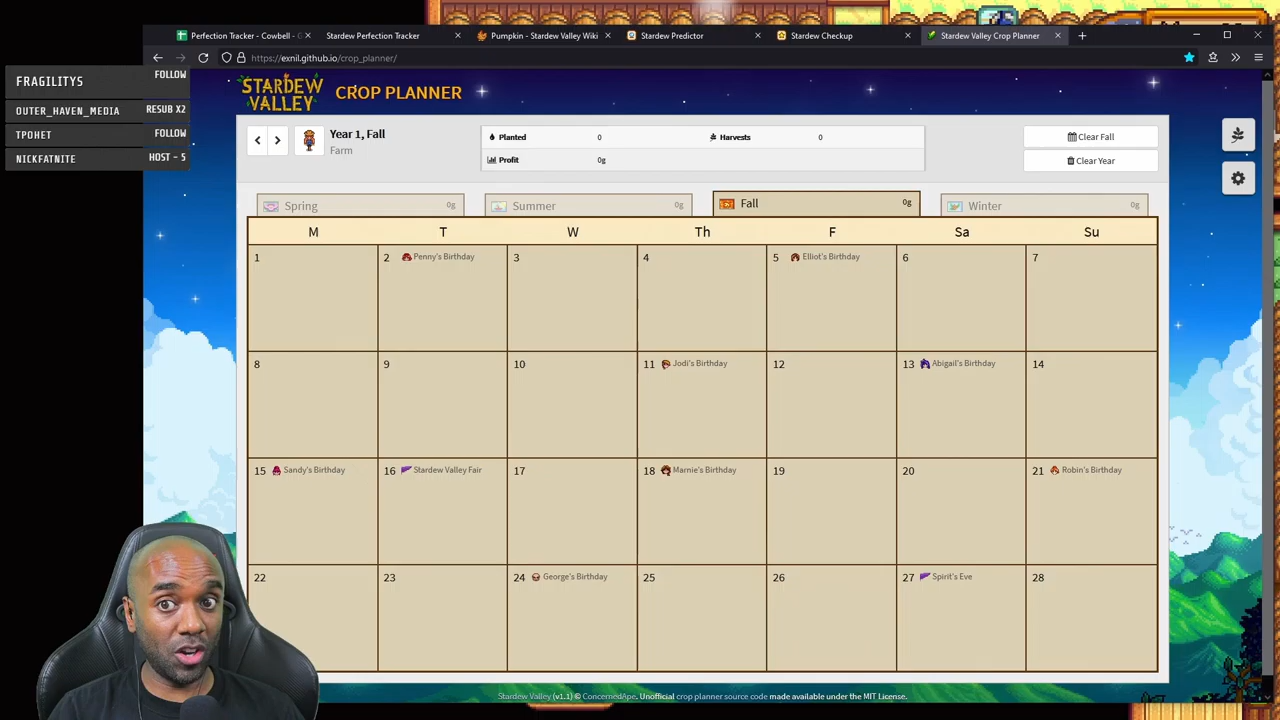 Perfection Tracker - Cowbell - G
Stardew Perfection Tracker
Pumpkin - Stardew Valley Wiki
Stardew Predictor
Stardew Checkup
Stardew Valley Crop Planner
https://exnil.github.io/crop_planner/
FRAGILITYS FOLLOW
OUTER_HAVEN_MEDIA RESUB X2
TPOHET FOLLOW
NICKFATNITE HOST - 5
STARDEW VALLEY
CROP PLANNER
Year 1, Fall
Farm
Planted 0 Harvests 0
Profit 0g
Clear Fall
Clear Year
Spring 0g Summer 0g Fall 0g Winter 0g
M T W Th F Sa Su
1 2 Penny's Birthday 3 4 5 Elliot's Birthday 6 7
8 9 10 11 Jodi's Birthday 12 13 Abigail's Birthday 14
15 Sandy's Birthday 16 Stardew Valley Fair 17 18 Marnie's Birthday 19 20 21 Robin's Birthday
22 23 24 George's Birthday 25 26 27 Spirit's Eve 28
Stardew Valley (v1.1) © ConcernedApe. Unofficial crop planner source code made available under the MIT License.